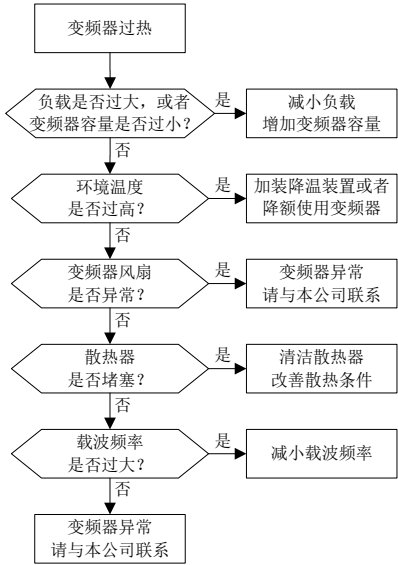 变频器过热
负载是否过大，或者
变频器容量是否过小？
是
减小负载
增加变频器容量
否
环境温度
是否过高？
是
加装降温装置或者
降额使用变频器
否
变频器风扇
是否异常？
是
变频器异常
请与本公司联系
否
散热器
是否堵塞？
是
清洁散热器
改善散热条件
否
载波频率
是否过大？
是
减小载波频率
否
变频器异常
请与本公司联系